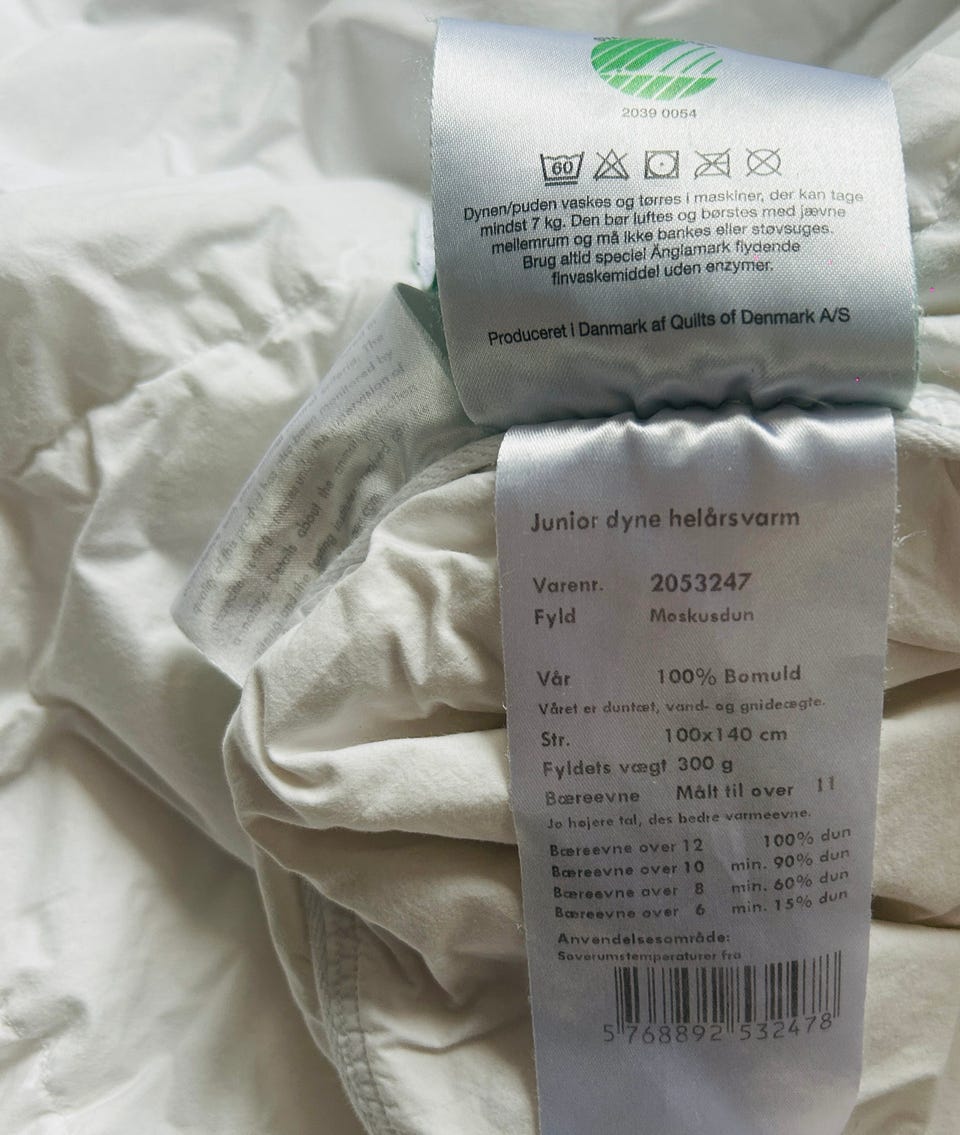 2039 0054
60
Dynen/puden vaskes og tørres i maskiner, der kan tage
mindst 7 kg. Den bør luftes og børstes med jævne
mellemrum og må ikke bankes eller støvsuges.
Brug altid speciel Änglamark flydende
finvaskemiddel uden enzymer.
Produceret i Danmark af Quilts of Denmark A/S
Junior dyne helårsvarm
Varenr. 2053247
Fyld Moskusdun
Vår 100% Bomuld
Våret er duntæt, vand- og gnideægte.
Str. 100x140 cm
Fyldets vægt 300 g
Bæreevne Målt til over 11
Jo højere tal, des bedre varmeevne.
Bæreevne over 12 100% dun
Bæreevne over 10 min. 90% dun
Bæreevne over 8 min. 60% dun
Bæreevne over 6 min. 15% dun
Anvendelsesområde:
Soverumstemperaturer fra
5 768892 532478